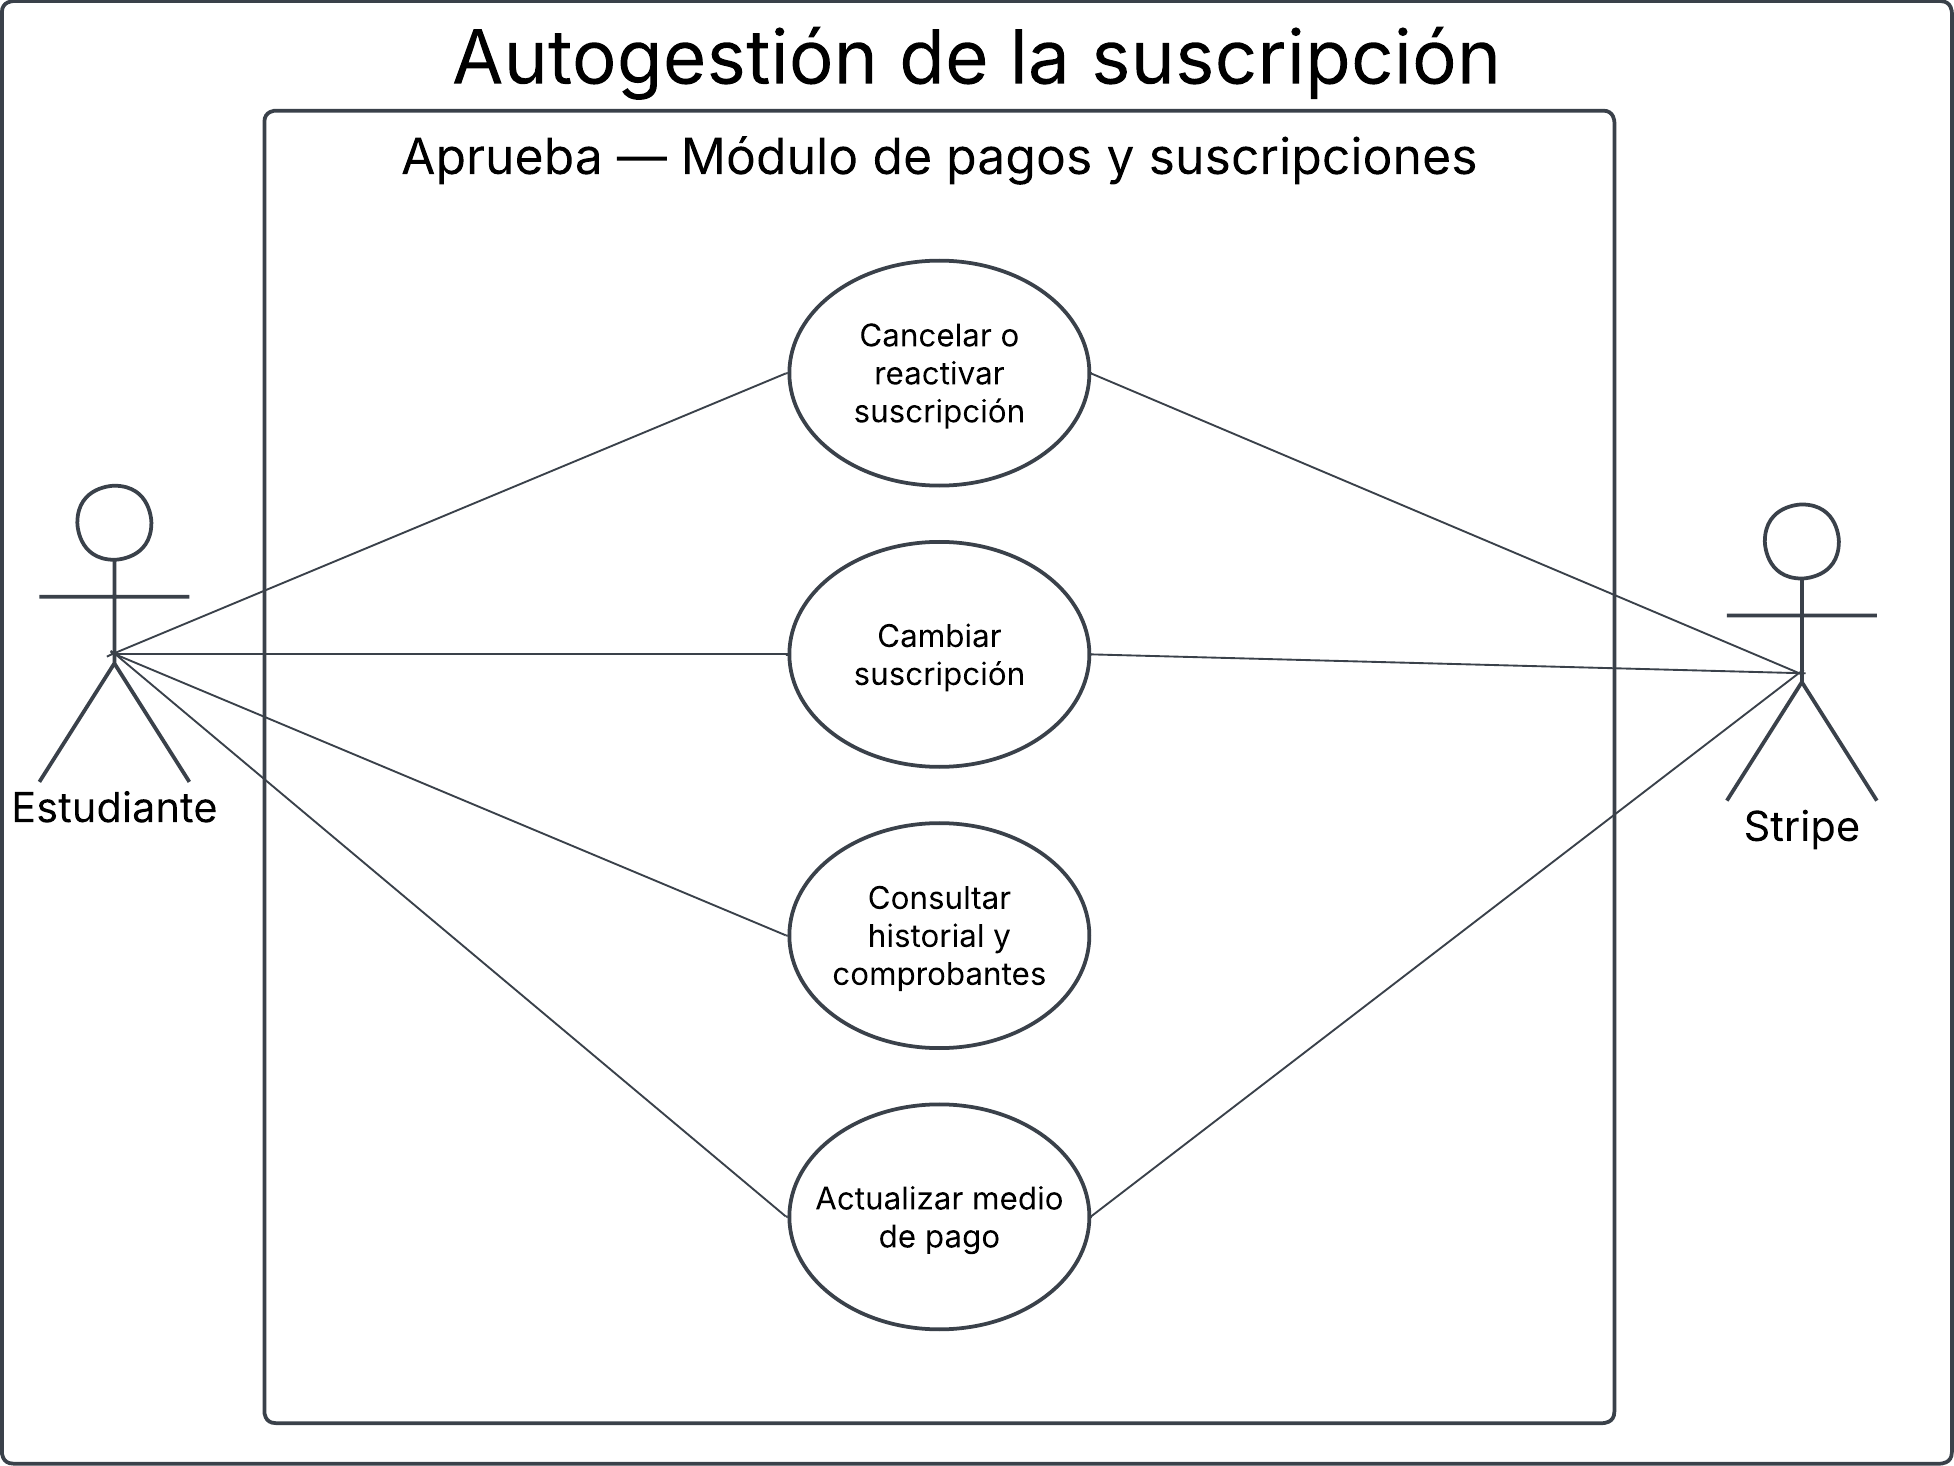 Autogestión de la suscripción
Aprueba — Módulo de pagos y suscripciones
Cancelar o
reactivar
suscripción
Cambiar
suscripción
Estudiante
Stripe
Consultar
historial y
comprobantes
Actualizar medio
de pago